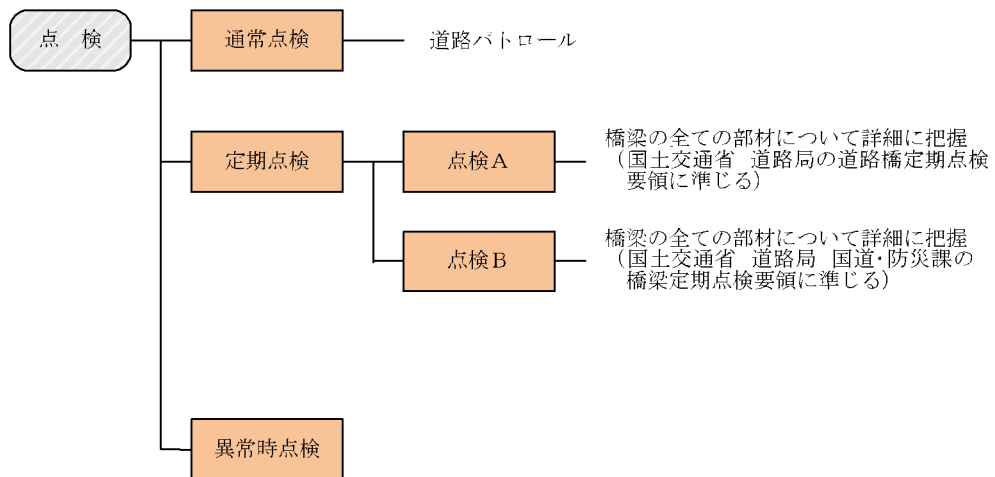 点　検
通常点検
道路パトロール
定期点検
点検A
橋梁の全ての部材について詳細に把握
（国土交通省　道路局の道路橋定期点検
要領に準じる）
点検B
橋梁の全ての部材について詳細に把握
（国土交通省　道路局　国道・防災課の
橋梁定期点検要領に準じる）
異常時点検